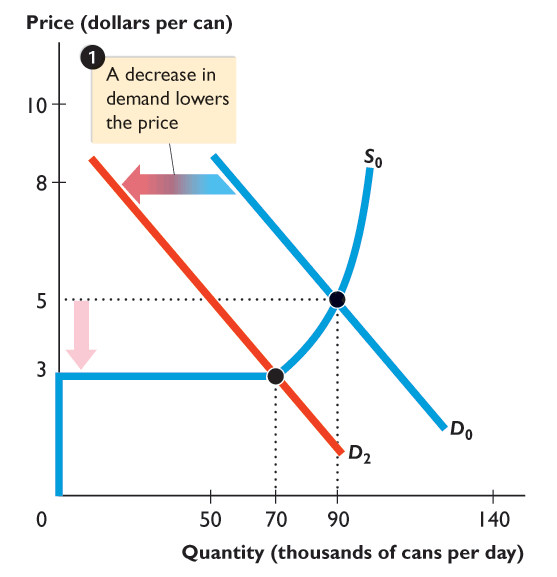 Price (dollars per can)
1
A decrease in
demand lowers
the price
10
8
5
3
S0
D0
D2
0
50
70
90
140
Quantity (thousands of cans per day)